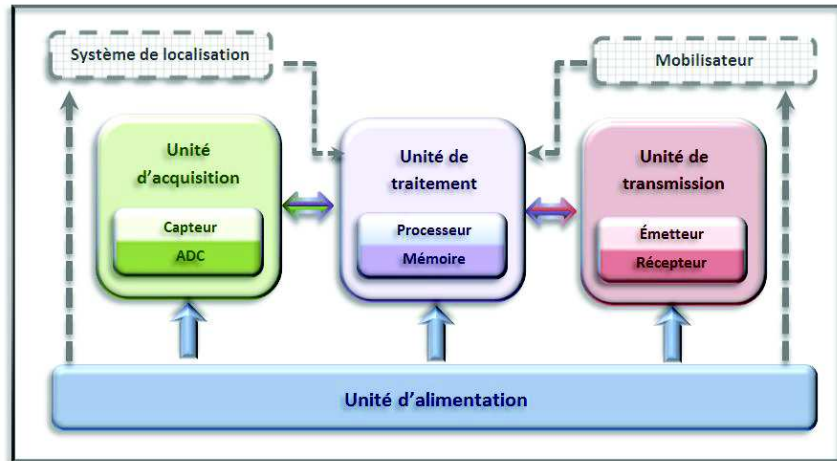 Système de localisation
Mobilisateur
Unité
d'acquisition
Capteur
ADC
Unité de
traitement
Processeur
Mémoire
Unité de
transmission
Émetteur
Récepteur
Unité d'alimentation